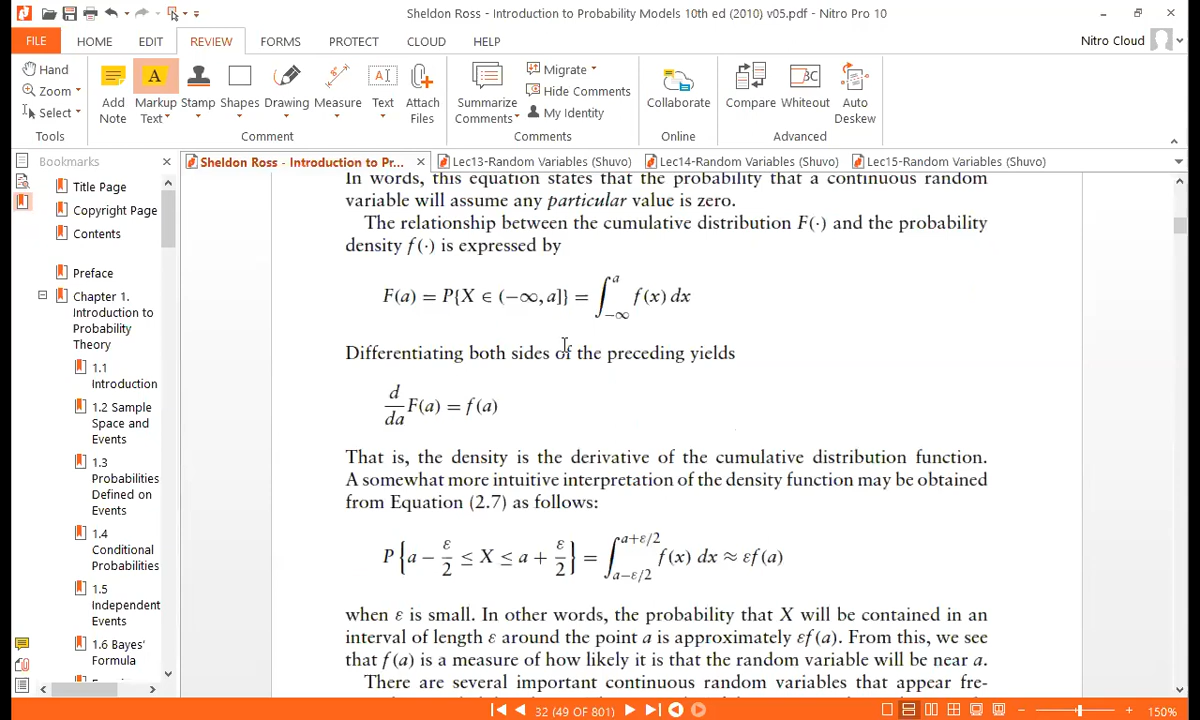 Sheldon Ross - Introduction to Probability Models 10th ed (2010) v05.pdf - Nitro Pro 10
FILE HOME EDIT REVIEW FORMS PROTECT CLOUD HELP Nitro Cloud
Hand
Zoom
Select
Tools
Add Note
Markup Text
Stamp
Shapes
Drawing
Measure
Text
Attach Files
Comment
Summarize Comments
Migrate
Hide Comments
My Identity
Comments
Collaborate
Online
Compare
Whiteout
Auto Deskew
Advanced
Bookmarks
Sheldon Ross - Introduction to Pr...
Lec13-Random Variables (Shuvo)
Lec14-Random Variables (Shuvo)
Lec15-Random Variables (Shuvo)
Title Page
Copyright Page
Contents
Preface
Chapter 1.
Introduction to
Probability
Theory
1.1
Introduction
1.2 Sample
Space and
Events
1.3
Probabilities
Defined on
Events
1.4
Conditional
Probabilities
1.5
Independent
Events
1.6 Bayes'
Formula
In words, this equation states that the probability that a continuous random
variable will assume any particular value is zero.
The relationship between the cumulative distribution F(·) and the probability
density f(·) is expressed by
F(a) = P{X ∈ (−∞, a]} = ∫_{−∞}^{a} f(x) dx
Differentiating both sides of the preceding yields
d/da F(a) = f(a)
That is, the density is the derivative of the cumulative distribution function.
A somewhat more intuitive interpretation of the density function may be obtained
from Equation (2.7) as follows:
P{a − ε/2 ≤ X ≤ a + ε/2} = ∫_{a−ε/2}^{a+ε/2} f(x) dx ≈ εf(a)
when ε is small. In other words, the probability that X will be contained in an
interval of length ε around the point a is approximately εf(a). From this, we see
that f(a) is a measure of how likely it is that the random variable will be near a.
There are several important continuous random variables that appear fre-
32 (49 OF 801)
150%